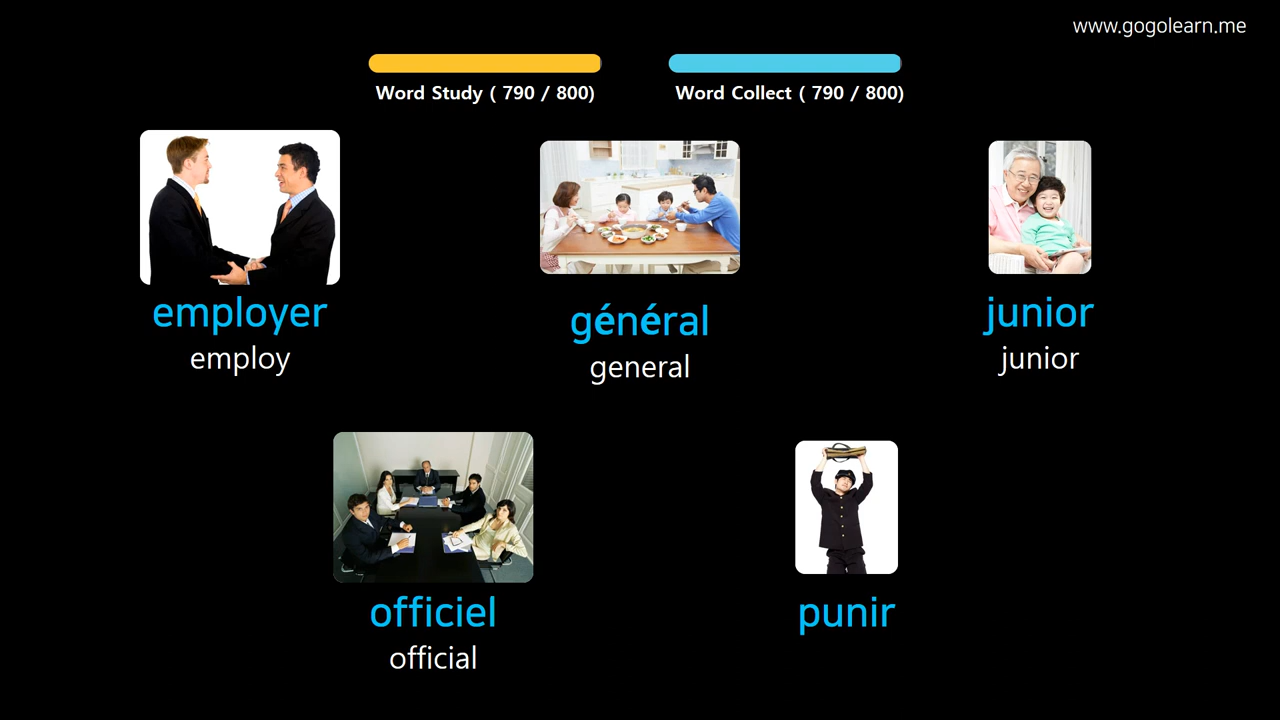 www.gogolearn.me
Word Study ( 790 / 800)
Word Collect ( 790 / 800)
employer
employ
général
general
junior
junior
officiel
official
punir